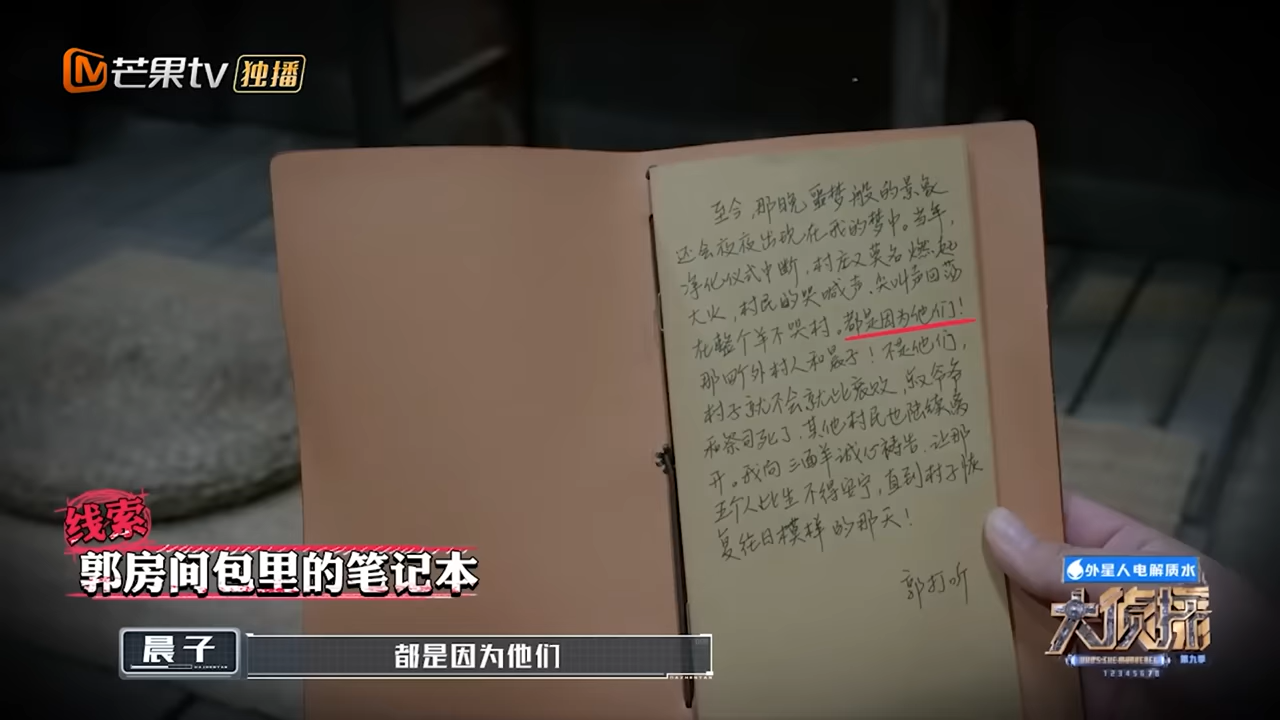 芒果tv 独播
至今,那晚噩梦般的景象
还会夜夜出现在我的梦中。当年,
净化仪式中断,村庄又莫名燃起
大火,村民的哭喊声、尖叫声回荡
在整个羊不哭村。都是因为他们!
那四个外村人和晨子!不是他们,
村子就不会就此衰败,叔爷爷
和祭司死了,其他村民也陆续离
开。我向三面羊诚心祷告,让那
五个人此生不得安宁,直到村子恢
复往日模样的那天!
郭打听
线索
郭房间包里的笔记本
晨子
都是因为他们
外星人电解质水
大侦探
第九季
12345678